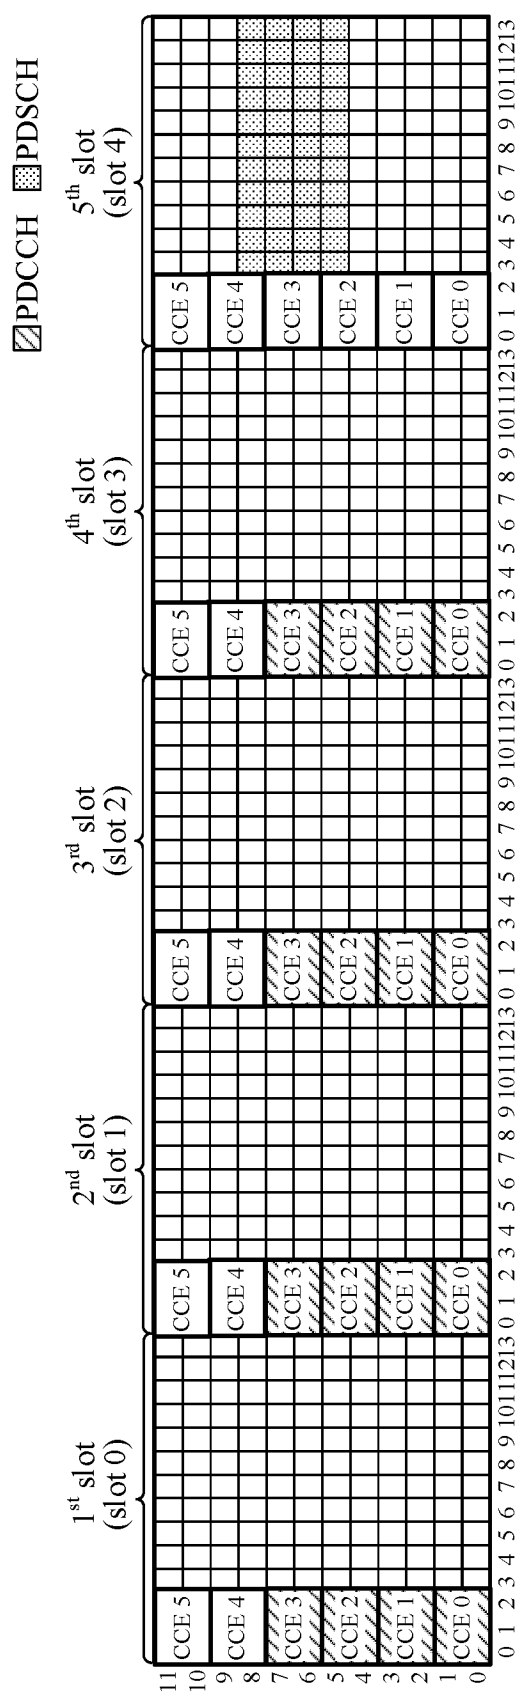 PDCCH PDSCH
1st slot
(slot 0)
2nd slot
(slot 1)
3rd slot
(slot 2)
4th slot
(slot 3)
5th slot
(slot 4)
11
10
9
8
7
6
5
4
3
2
1
0
CCE 5 CCE 5 CCE 5 CCE 5 CCE 5
CCE 4 CCE 4 CCE 4 CCE 4 CCE 4
CCE 3 CCE 3 CCE 3 CCE 3 CCE 3
CCE 2 CCE 2 CCE 2 CCE 2 CCE 2
CCE 1 CCE 1 CCE 1 CCE 1 CCE 1
CCE 0 CCE 0 CCE 0 CCE 0 CCE 0
0 1 2 3 4 5 6 7 8 9 10 11 12 13 0 1 2 3 4 5 6 7 8 9 10 11 12 13 0 1 2 3 4 5 6 7 8 9 10 11 12 13 0 1 2 3 4 5 6 7 8 9 10 11 12 13 0 1 2 3 4 5 6 7 8 9 10 11 12 13